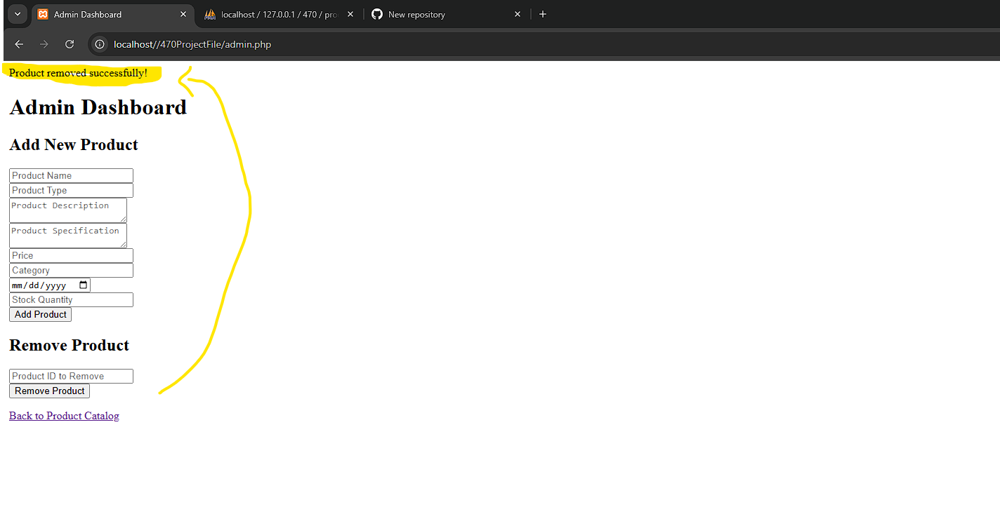 Admin Dashboard
localhost / 127.0.0.1 / 470 / pro
New repository
localhost//470ProjectFile/admin.php
Product removed successfully!
Admin Dashboard
Add New Product
Product Name
Product Type
Product Description
Product Specification
Price
Category
mm/dd/yyyy
Stock Quantity
Add Product
Remove Product
Product ID to Remove
Remove Product
Back to Product Catalog